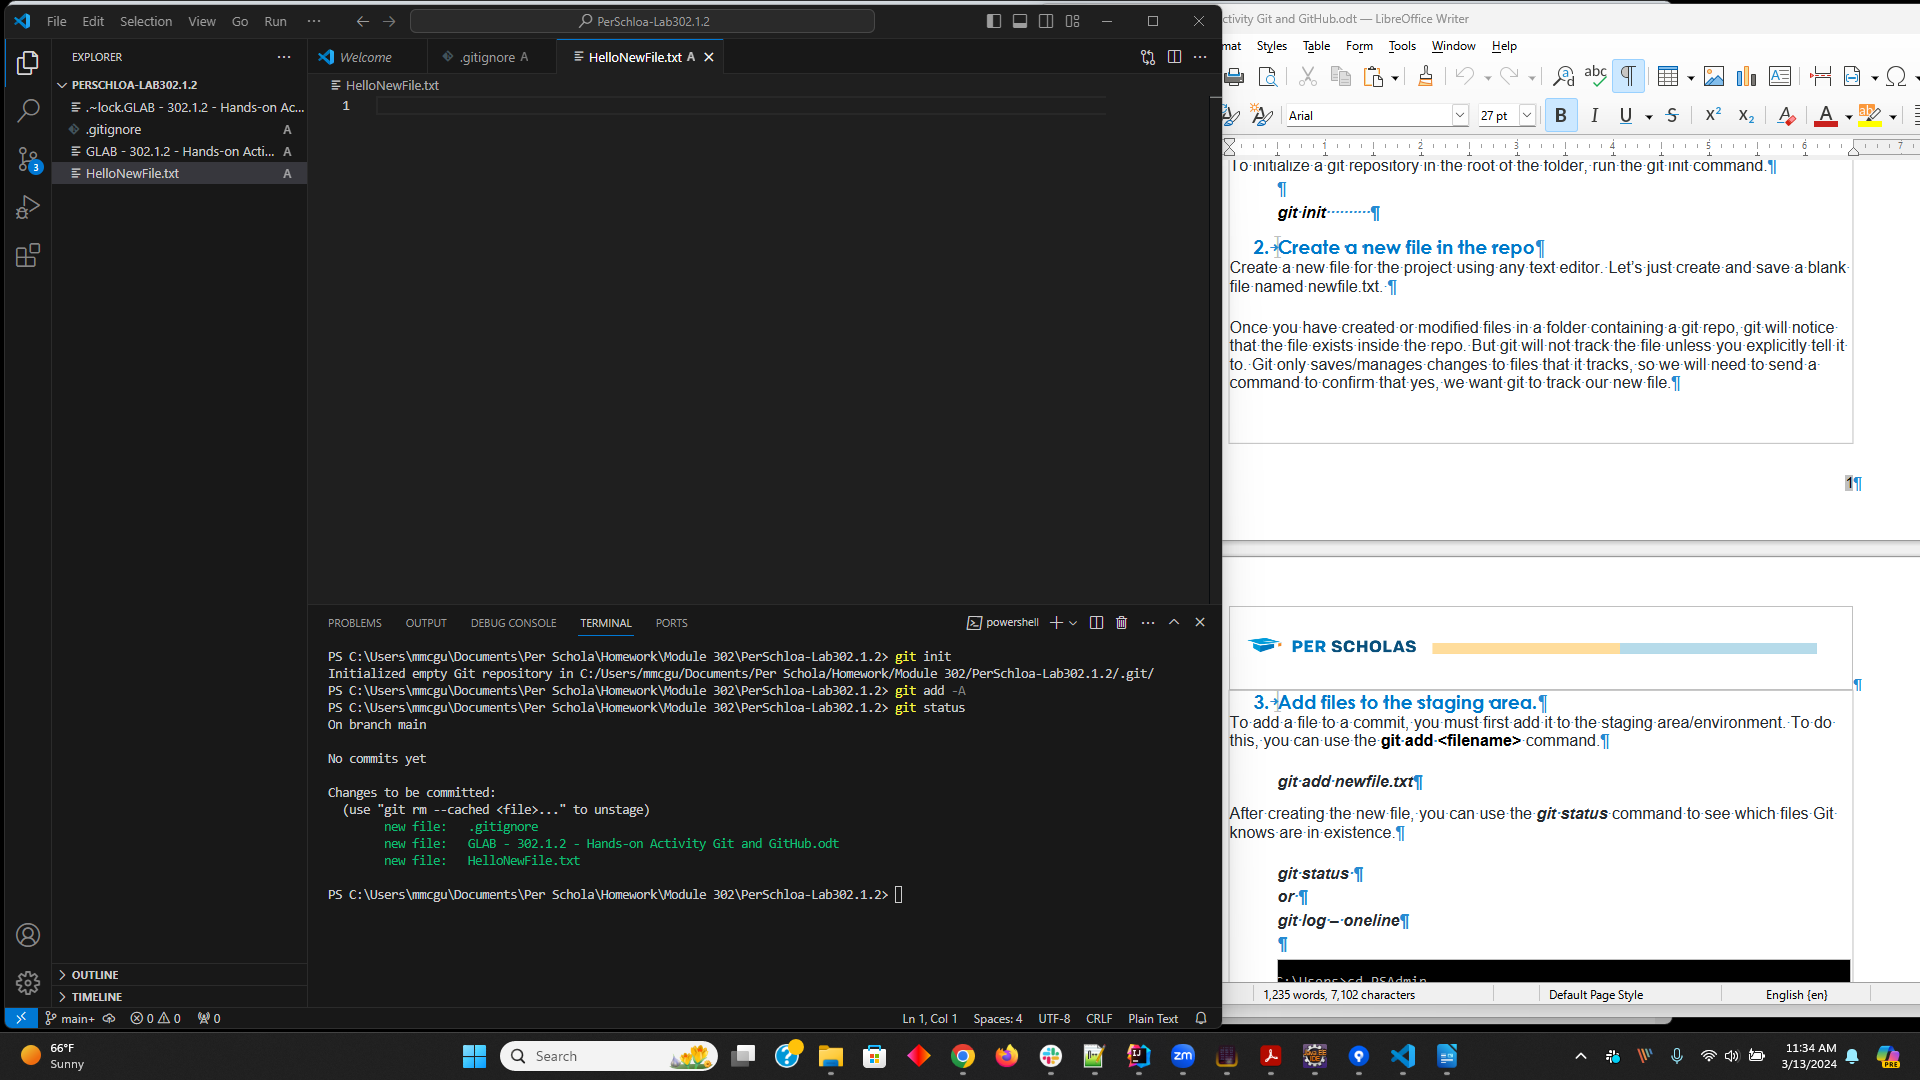 File Edit Selection View Go Run ··· PerSchloa-Lab302.1.2
ctivity Git and GitHub.odt — LibreOffice Writer
mat Styles Table Form Tools Window Help
Arial 27 pt
EXPLORER
PERSCHLOA-LAB302.1.2
.~lock.GLAB - 302.1.2 - Hands-on Ac...
.gitignore A
GLAB - 302.1.2 - Hands-on Acti... A
HelloNewFile.txt A
3
OUTLINE
TIMELINE
Welcome .gitignore A HelloNewFile.txt A
HelloNewFile.txt
1
PROBLEMS OUTPUT DEBUG CONSOLE TERMINAL PORTS powershell
PS C:\Users\mmcgu\Documents\Per Schola\Homework\Module 302\PerSchloa-Lab302.1.2> git init
Initialized empty Git repository in C:/Users/mmcgu/Documents/Per Schola/Homework/Module 302/PerSchloa-Lab302.1.2/.git/
PS C:\Users\mmcgu\Documents\Per Schola\Homework\Module 302\PerSchloa-Lab302.1.2> git add -A
PS C:\Users\mmcgu\Documents\Per Schola\Homework\Module 302\PerSchloa-Lab302.1.2> git status
On branch main
No commits yet
Changes to be committed:
(use "git rm --cached <file>..." to unstage)
new file: .gitignore
new file: GLAB - 302.1.2 - Hands-on Activity Git and GitHub.odt
new file: HelloNewFile.txt
PS C:\Users\mmcgu\Documents\Per Schola\Homework\Module 302\PerSchloa-Lab302.1.2>
main+ 0 0 0 Ln 1, Col 1 Spaces: 4 UTF-8 CRLF Plain Text
1 2 3 4 5 6 7
To initialize a git repository in the root of the folder, run the git init command.¶
¶
git init ¶
2. Create a new file in the repo¶
Create a new file for the project using any text editor. Let's just create and save a blank
file named newfile.txt. ¶
Once you have created or modified files in a folder containing a git repo, git will notice
that the file exists inside the repo. But git will not track the file unless you explicitly tell it
to. Git only saves/manages changes to files that it tracks, so we will need to send a
command to confirm that yes, we want git to track our new file.¶
1¶
PER SCHOLAS
¶
3. Add files to the staging area.¶
To add a file to a commit, you must first add it to the staging area/environment. To do
this, you can use the git add <filename> command.¶
git add newfile.txt¶
After creating the new file, you can use the git status command to see which files Git
knows are in existence.¶
git status ¶
or ¶
git log – oneline¶
¶
C:\Users>cd PSAdmin
1,235 words, 7,102 characters Default Page Style English {en}
66°F
Sunny
Search
11:34 AM
3/13/2024